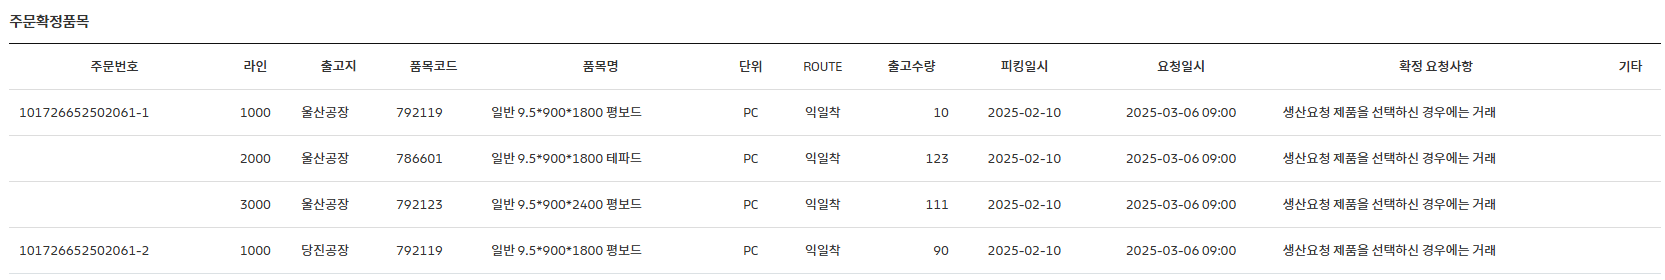 주문확정품목
주문번호 라인 출고지 품목코드 품목명 단위 ROUTE 출고수량 피킹일시 요청일시 확정 요청사항 기타
101726652502061-1 1000 울산공장 792119 일반 9.5*900*1800 평보드 PC 익일착 10 2025-02-10 2025-03-06 09:00 생산요청 제품을 선택하신 경우에는 거래
2000 울산공장 786601 일반 9.5*900*1800 테파드 PC 익일착 123 2025-02-10 2025-03-06 09:00 생산요청 제품을 선택하신 경우에는 거래
3000 울산공장 792123 일반 9.5*900*2400 평보드 PC 익일착 111 2025-02-10 2025-03-06 09:00 생산요청 제품을 선택하신 경우에는 거래
101726652502061-2 1000 당진공장 792119 일반 9.5*900*1800 평보드 PC 익일착 90 2025-02-10 2025-03-06 09:00 생산요청 제품을 선택하신 경우에는 거래